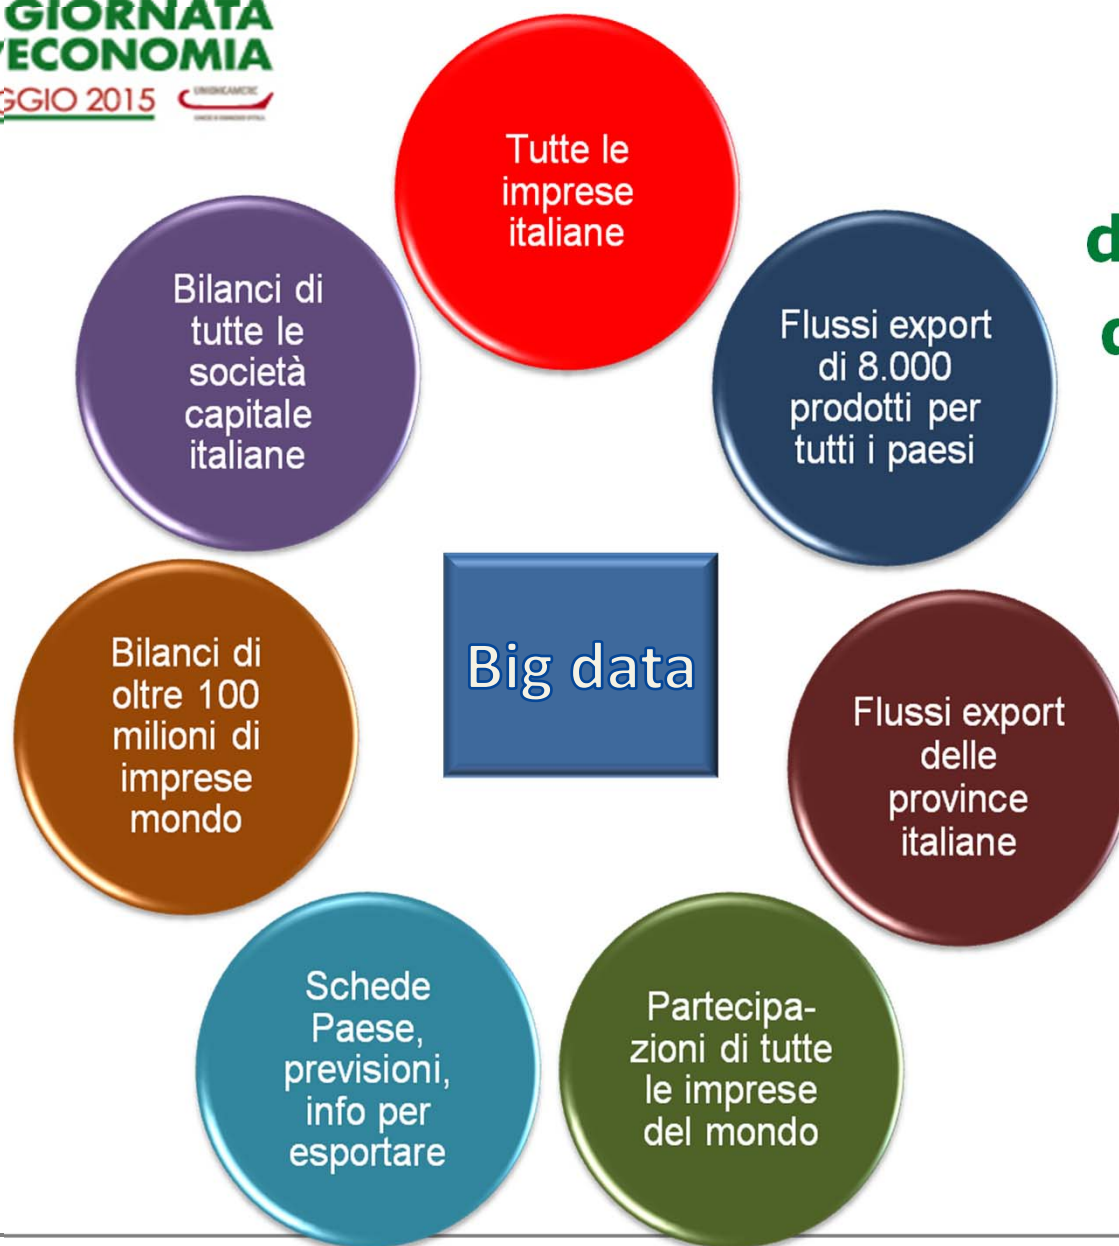 GIORNATA
'ECONOMIA
GGIO 2015
UNIONCAMERE
Tutte le
imprese
italiane
Bilanci di
tutte le
società
capitale
italiane
Flussi export
di 8.000
prodotti per
tutti i paesi
d
Big data
Bilanci di
oltre 100
milioni di
imprese
mondo
Flussi export
delle
province
italiane
Schede
Paese,
previsioni,
info per
esportare
Partecipa-
zioni di tutte
le imprese
del mondo